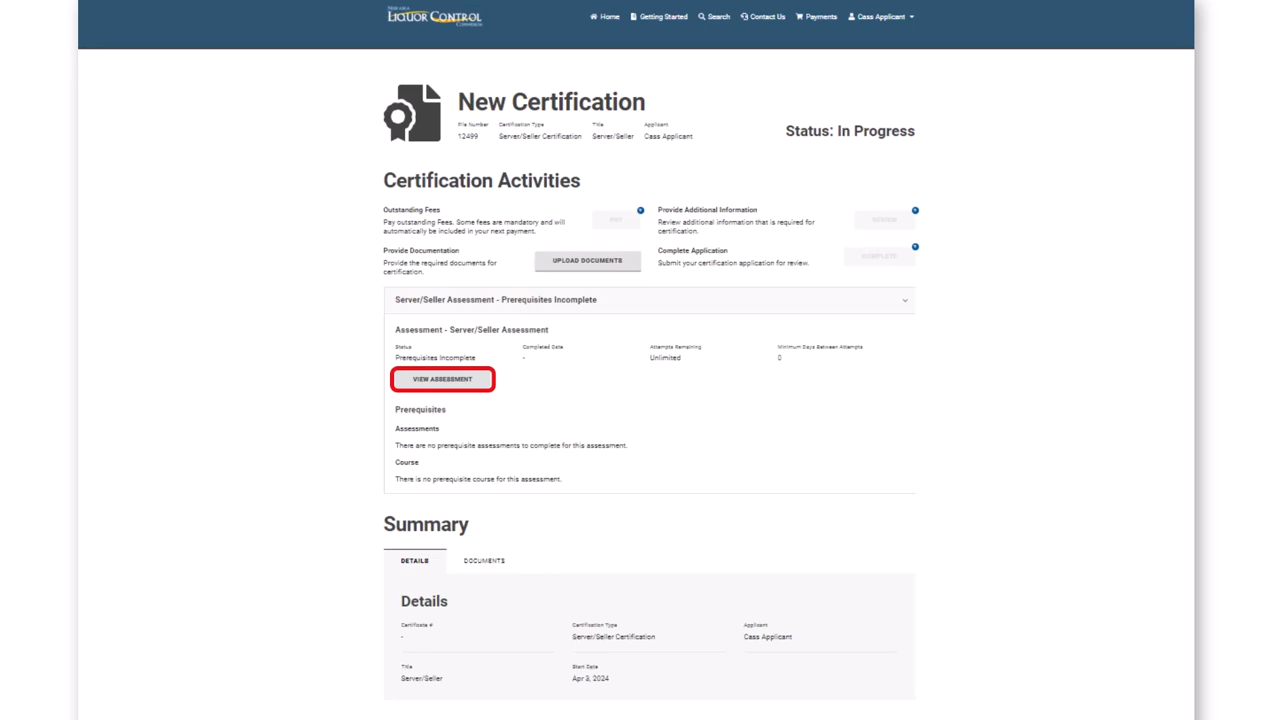 NEBRASKA
LIQUOR CONTROL
COMMISSION
Home
Getting Started
Search
Contact Us
Payments
Cass Applicant
New Certification
File Number
Certification Type
Title
Applicant
12499
Server/Seller Certification
Server/Seller
Cass Applicant
Status: In Progress
Certification Activities
Outstanding Fees
Pay outstanding Fees. Some fees are mandatory and will
automatically be included in your next payment.
PAY
Provide Additional Information
Review additional information that is required for
certification.
REVIEW
Provide Documentation
Provide the required documents for
certification.
UPLOAD DOCUMENTS
Complete Application
Submit your certification application for review.
COMPLETE
Server/Seller Assessment - Prerequisites Incomplete
Assessment - Server/Seller Assessment
Status
Completed Date
Attempts Remaining
Minimum Days Between Attempts
Prerequisites Incomplete
-
Unlimited
0
VIEW ASSESSMENT
Prerequisites
Assessments
There are no prerequisite assessments to complete for this assessment.
Course
There is no prerequisite course for this assessment.
Summary
DETAILS
DOCUMENTS
Details
Certificate #
Certification Type
Applicant
-
Server/Seller Certification
Cass Applicant
Title
Start Date
Server/Seller
Apr 3, 2024